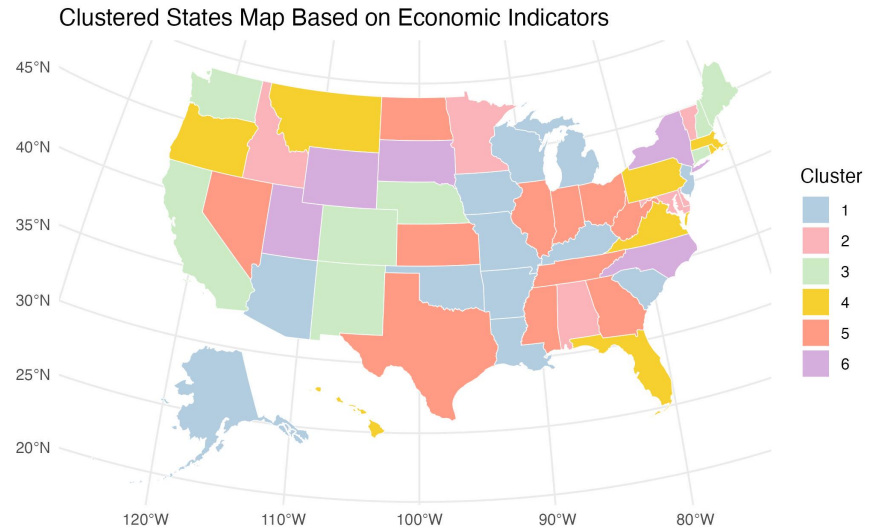 Clustered States Map Based on Economic Indicators
45°N
40°N
35°N
30°N
25°N
20°N
120°W 110°W 100°W 90°W 80°W
Cluster
1
2
3
4
5
6